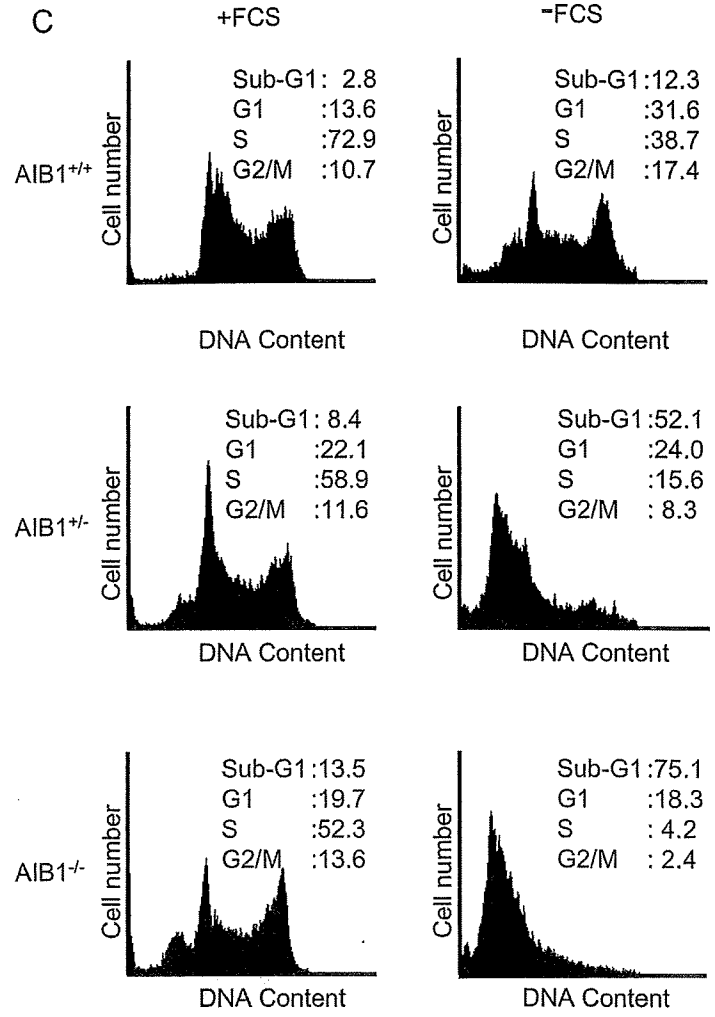 C
+FCS
-FCS
AIB1+/+
Cell number
Sub-G1: 2.8
G1 :13.6
S :72.9
G2/M :10.7
DNA Content
Cell number
Sub-G1:12.3
G1 :31.6
S :38.7
G2/M :17.4
DNA Content
AIB1+/-
Cell number
Sub-G1: 8.4
G1 :22.1
S :58.9
G2/M :11.6
DNA Content
Cell number
Sub-G1:52.1
G1 :24.0
S :15.6
G2/M : 8.3
DNA Content
AIB1-/-
Cell number
Sub-G1:13.5
G1 :19.7
S :52.3
G2/M :13.6
DNA Content
Cell number
Sub-G1:75.1
G1 :18.3
S : 4.2
G2/M : 2.4
DNA Content